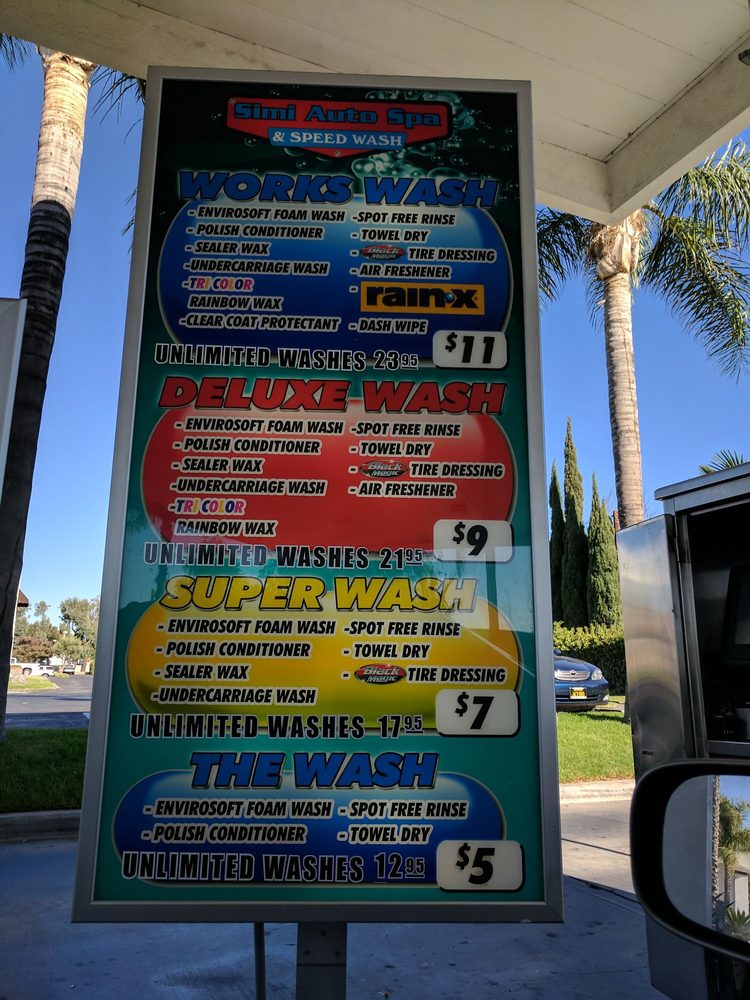 Simi Auto Spa
& SPEED WASH
WORKS WASH
- ENVIROSOFT FOAM WASH - SPOT FREE RINSE
- POLISH CONDITIONER - TOWEL DRY
- SEALER WAX - Black Magic TIRE DRESSING
- UNDERCARRIAGE WASH - AIR FRESHENER
- TRI COLOR - rain-x
RAINBOW WAX
- CLEAR COAT PROTECTANT - DASH WIPE
UNLIMITED WASHES 23.95 $11
DELUXE WASH
- ENVIROSOFT FOAM WASH - SPOT FREE RINSE
- POLISH CONDITIONER - TOWEL DRY
- SEALER WAX - Black Magic TIRE DRESSING
- UNDERCARRIAGE WASH - AIR FRESHENER
- TRI COLOR
RAINBOW WAX
UNLIMITED WASHES 21.95 $9
SUPER WASH
- ENVIROSOFT FOAM WASH - SPOT FREE RINSE
- POLISH CONDITIONER - TOWEL DRY
- SEALER WAX - Black Magic TIRE DRESSING
- UNDERCARRIAGE WASH
UNLIMITED WASHES 17.95 $7
THE WASH
- ENVIROSOFT FOAM WASH - SPOT FREE RINSE
- POLISH CONDITIONER - TOWEL DRY
UNLIMITED WASHES 12.95 $5